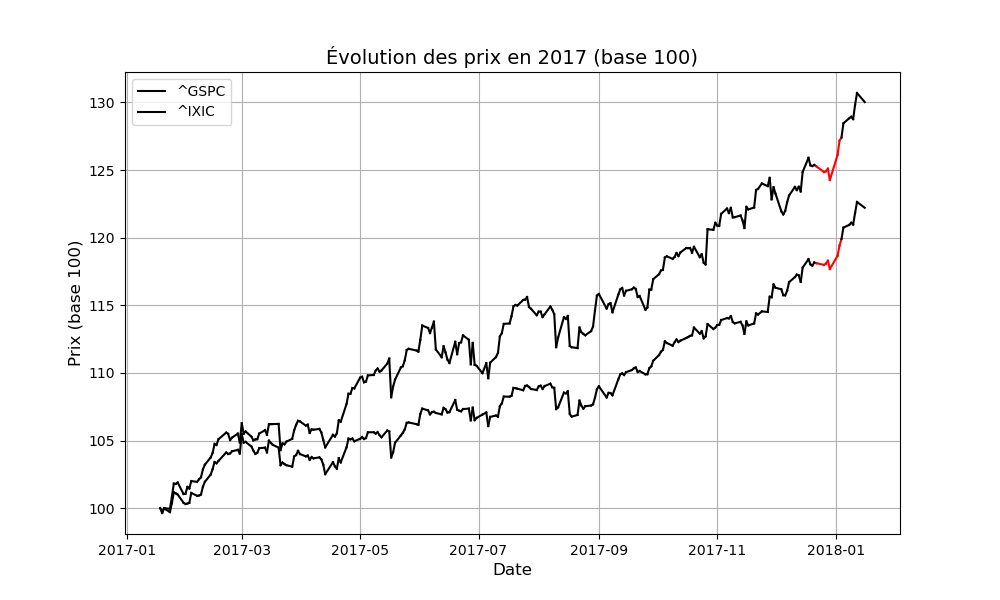 Évolution des prix en 2017 (base 100)
^GSPC
^IXIC
Prix (base 100)
130
125
120
115
110
105
100
2017-01 2017-03 2017-05 2017-07 2017-09 2017-11 2018-01
Date